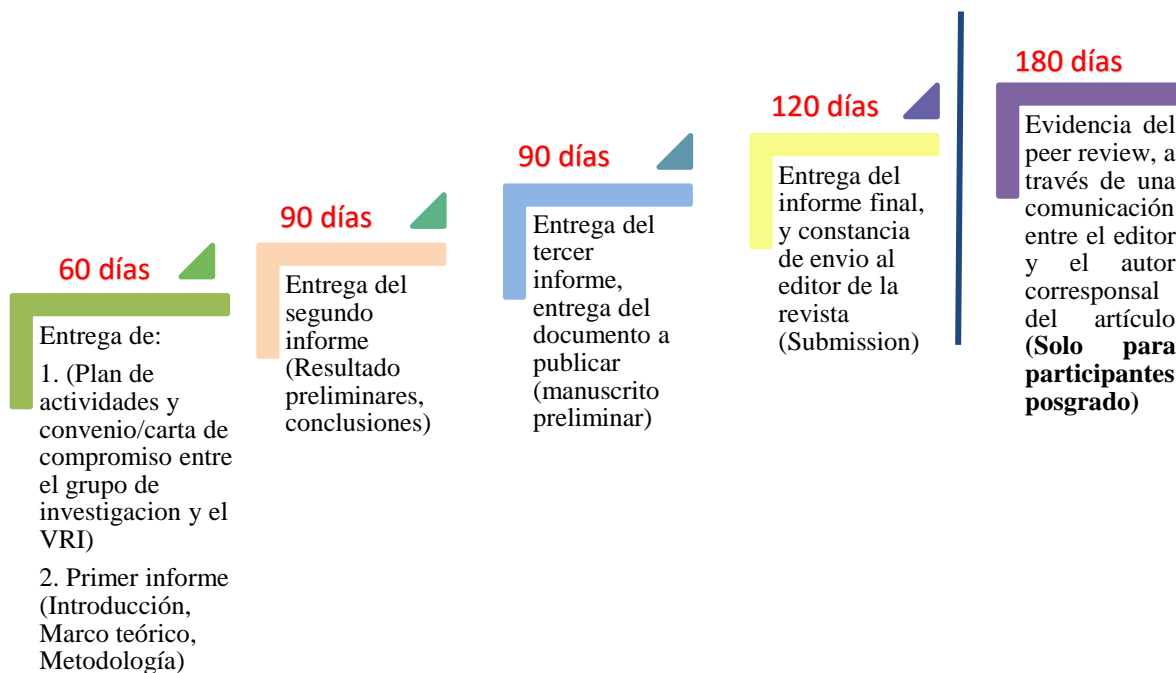 60 días
Entrega de:
1. (Plan de
actividades y
convenio/carta de
compromiso entre
el grupo de
investigacion y el
VRI)
2. Primer informe
(Introducción,
Marco teórico,
Metodología)
90 días
Entrega del
segundo
informe
(Resultado
preliminares,
conclusiones)
90 días
Entrega del
tercer
informe,
entrega del
documento a
publicar
(manuscrito
preliminar)
120 días
Entrega del
informe final,
y constancia
de envio al
editor de la
revista
(Submission)
180 días
Evidencia del
peer review, a
través de una
comunicación
entre el editor
y el autor
corresponsal
del artículo
(Solo para
participantes
posgrado)